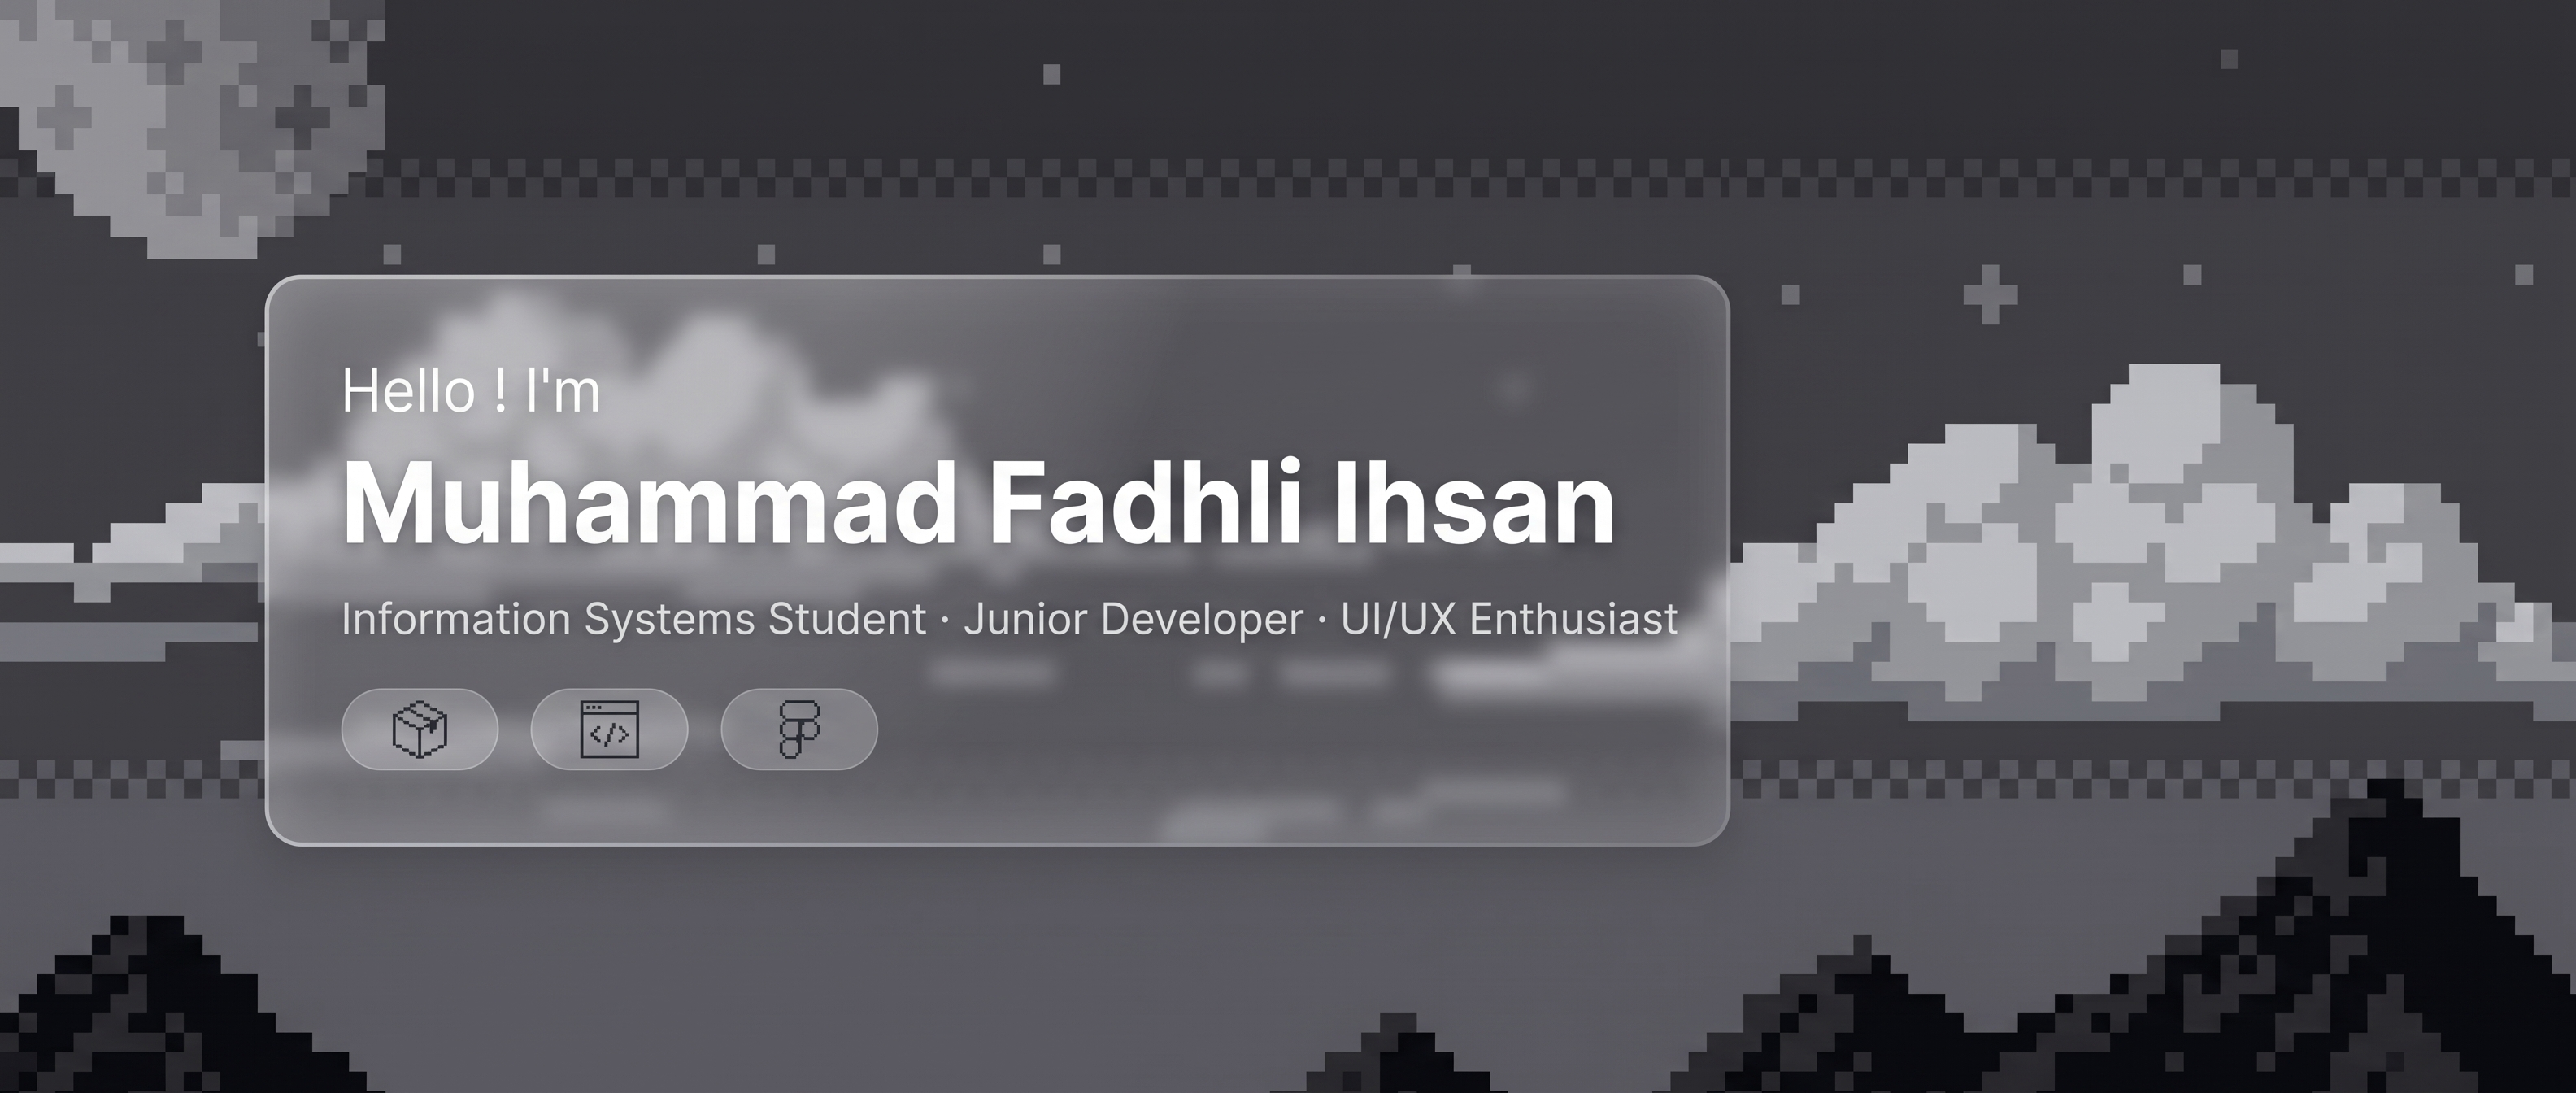 Hello ! I'm
Muhammad Fadhli Ihsan
Information Systems Student · Junior Developer · UI/UX Enthusiast